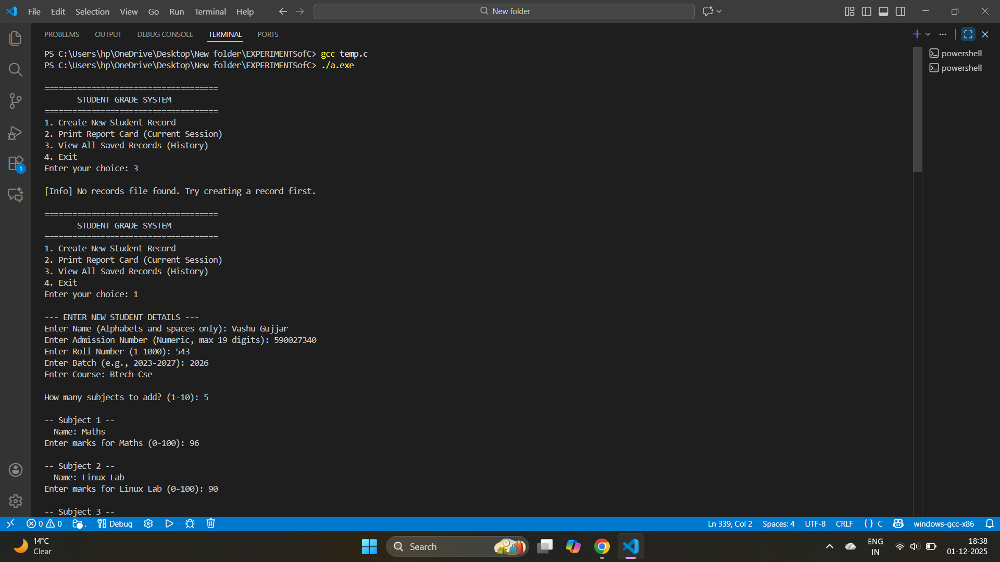 File Edit Selection View Go Run Terminal Help
New folder
PROBLEMS OUTPUT DEBUG CONSOLE TERMINAL PORTS
PS C:\Users\hp\OneDrive\Desktop\New folder\EXPERIMENTSofC> gcc temp.c
PS C:\Users\hp\OneDrive\Desktop\New folder\EXPERIMENTSofC> ./a.exe
=====================================
STUDENT GRADE SYSTEM
=====================================
1. Create New Student Record
2. Print Report Card (Current Session)
3. View All Saved Records (History)
4. Exit
Enter your choice: 3
[Info] No records file found. Try creating a record first.
=====================================
STUDENT GRADE SYSTEM
=====================================
1. Create New Student Record
2. Print Report Card (Current Session)
3. View All Saved Records (History)
4. Exit
Enter your choice: 1
--- ENTER NEW STUDENT DETAILS ---
Enter Name (Alphabets and spaces only): Vashu Gujjar
Enter Admission Number (Numeric, max 19 digits): 590027340
Enter Roll Number (1-1000): 543
Enter Batch (e.g., 2023-2027): 2026
Enter Course: Btech-Cse
How many subjects to add? (1-10): 5
-- Subject 1 --
Name: Maths
Enter marks for Maths (0-100): 96
-- Subject 2 --
Name: Linux Lab
Enter marks for Linux Lab (0-100): 90
-- Subject 3 --
powershell
powershell
1
0 0 Debug Ln 339, Col 2 Spaces: 4 UTF-8 CRLF {} C windows-gcc-x86
14°C
Clear
Search
ENG
IN
18:38
01-12-2025